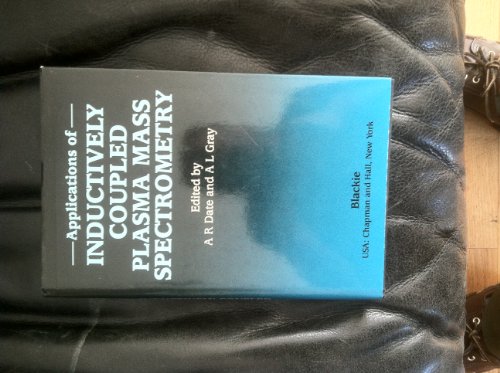 Applications of
INDUCTIVELY
COUPLED
PLASMA MASS
SPECTROMETRY
Edited by
A R Date and A L Gray
Blackie
USA: Chapman and Hall, New York